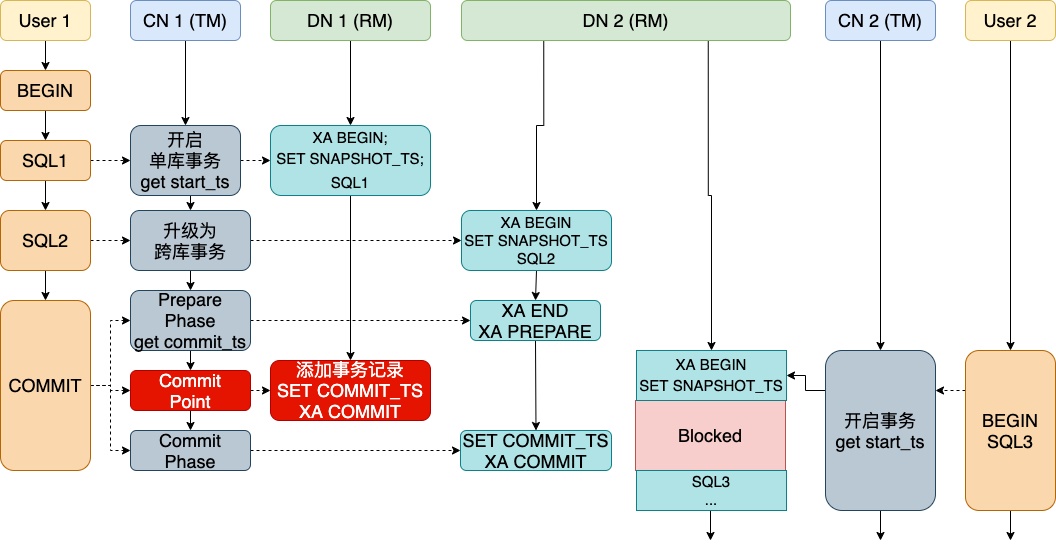 User 1
CN 1 (TM)
DN 1 (RM)
DN 2 (RM)
CN 2 (TM)
User 2
BEGIN
SQL1
开启
单库事务
get start_ts
XA BEGIN;
SET SNAPSHOT_TS;
SQL1
SQL2
升级为
跨库事务
XA BEGIN
SET SNAPSHOT_TS
SQL2
COMMIT
Prepare
Phase
get commit_ts
XA END
XA PREPARE
Commit
Point
添加事务记录
SET COMMIT_TS
XA COMMIT
Commit
Phase
SET COMMIT_TS
XA COMMIT
XA BEGIN
SET SNAPSHOT_TS
Blocked
SQL3
...
开启事务
get start_ts
BEGIN
SQL3